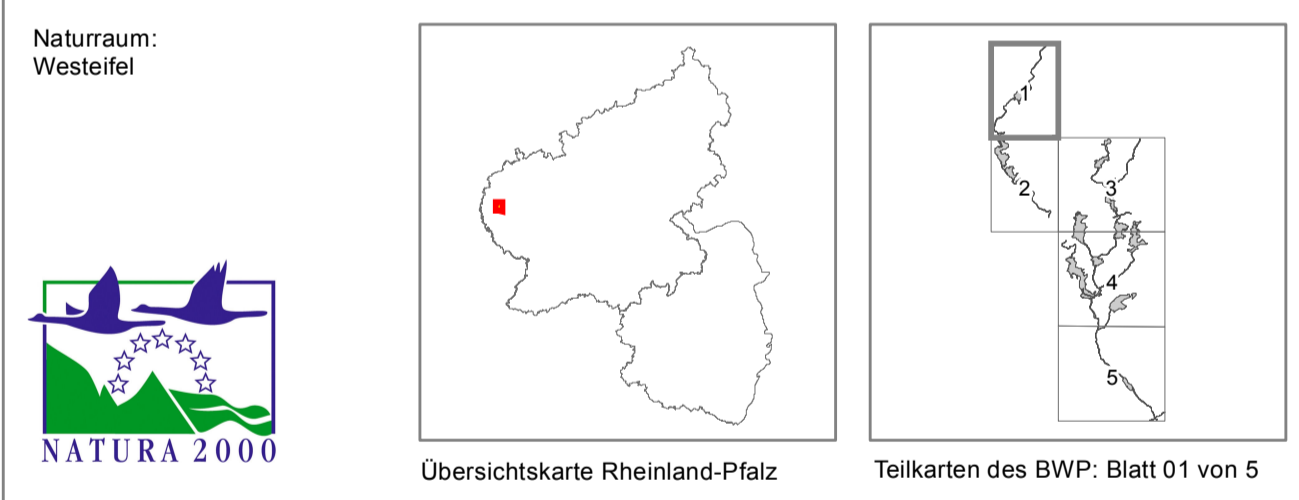 Naturraum:
Westeifel
NATURA 2000
Übersichtskarte Rheinland-Pfalz
1
2
3
4
5
Teilkarten des BWP: Blatt 01 von 5